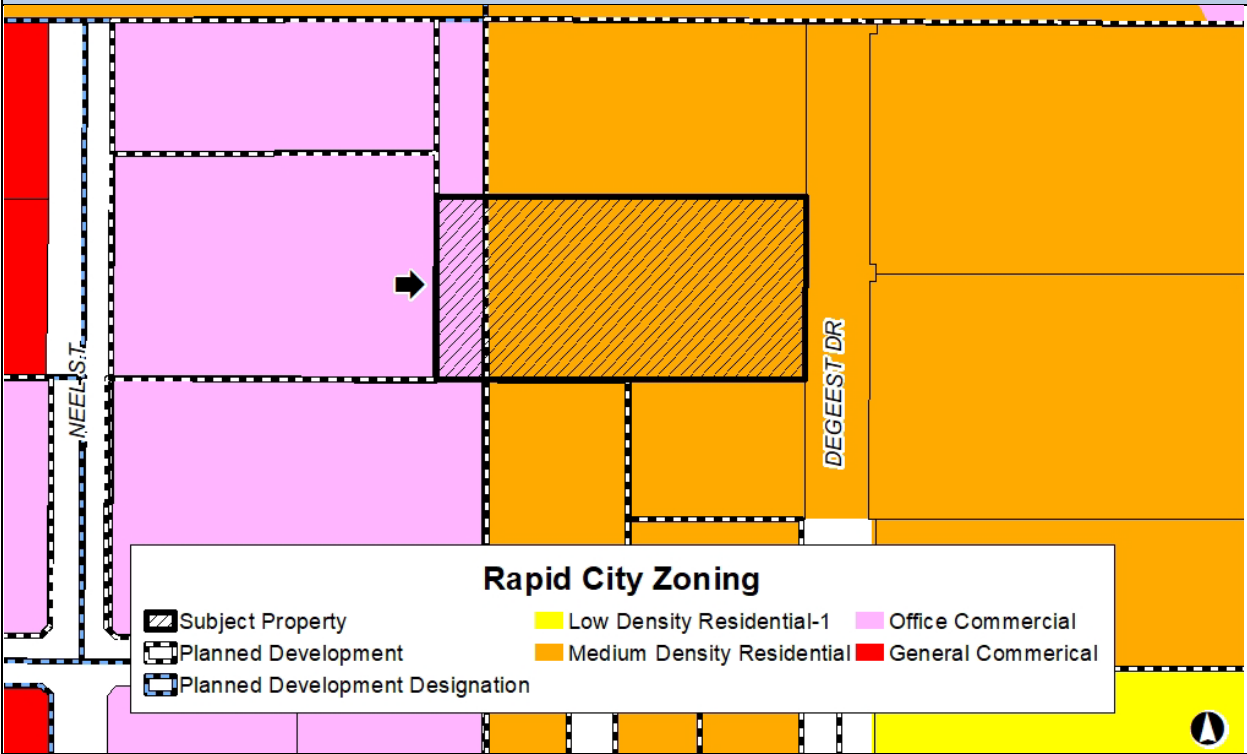 NEEL ST
DEGEEST DR
Rapid City Zoning
Subject Property
Low Density Residential-1
Office Commercial
Planned Development
Medium Density Residential
General Commerical
Planned Development Designation